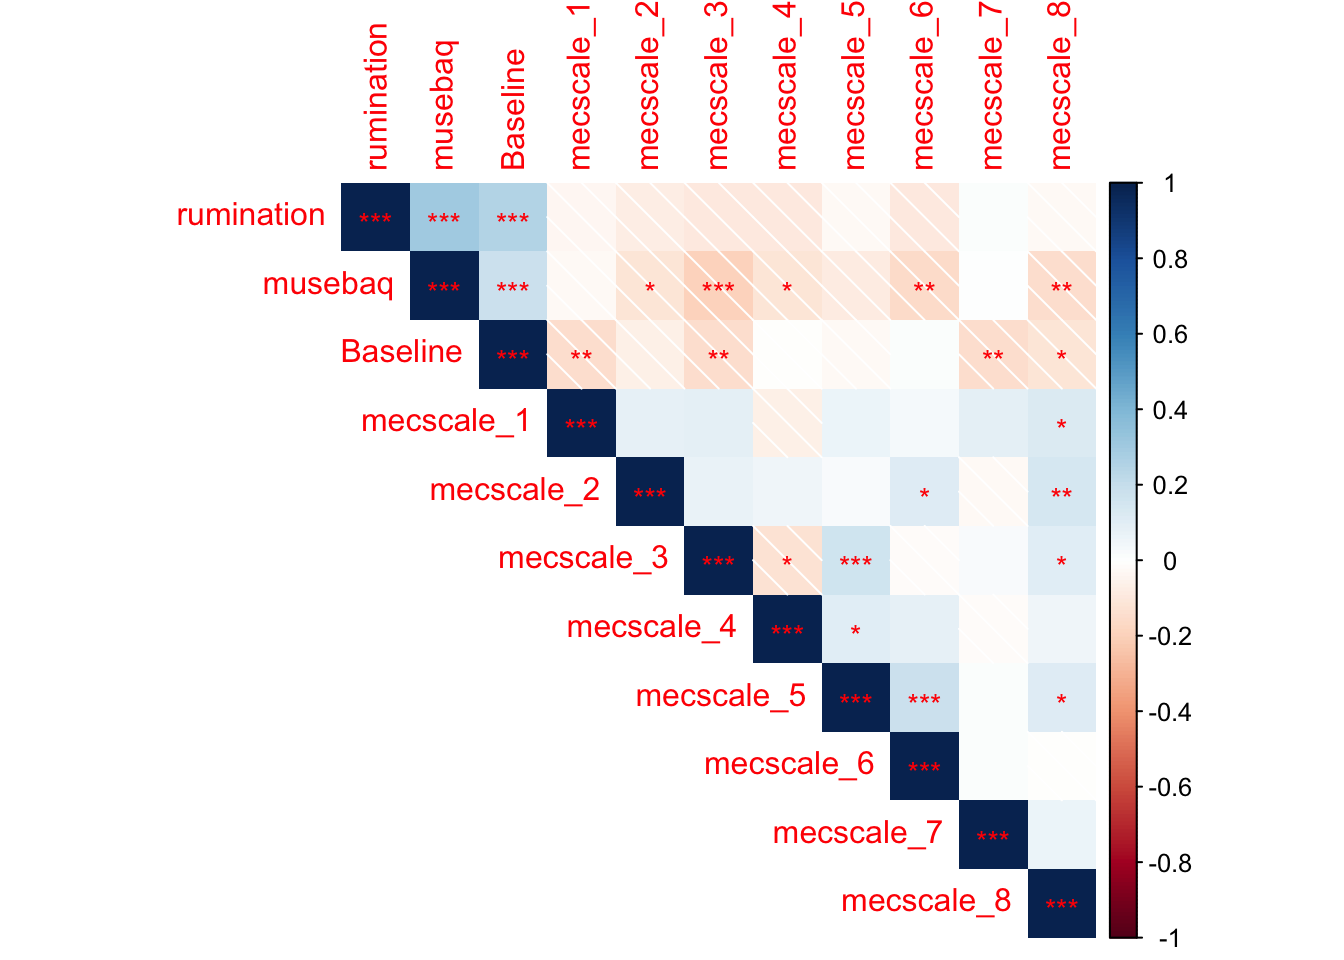 rumination
musebaq
Baseline
mecscale_1
mecscale_2
mecscale_3
mecscale_4
mecscale_5
mecscale_6
mecscale_7
mecscale_8
rumination *** *** ***
musebaq *** *** * *** * ** **
Baseline *** ** ** ** *
mecscale_1 *** *
mecscale_2 *** * **
mecscale_3 *** * *** *
mecscale_4 *** *
mecscale_5 *** *** *
mecscale_6 ***
mecscale_7 ***
mecscale_8 ***
1
0.8
0.6
0.4
0.2
0
-0.2
-0.4
-0.6
-0.8
-1